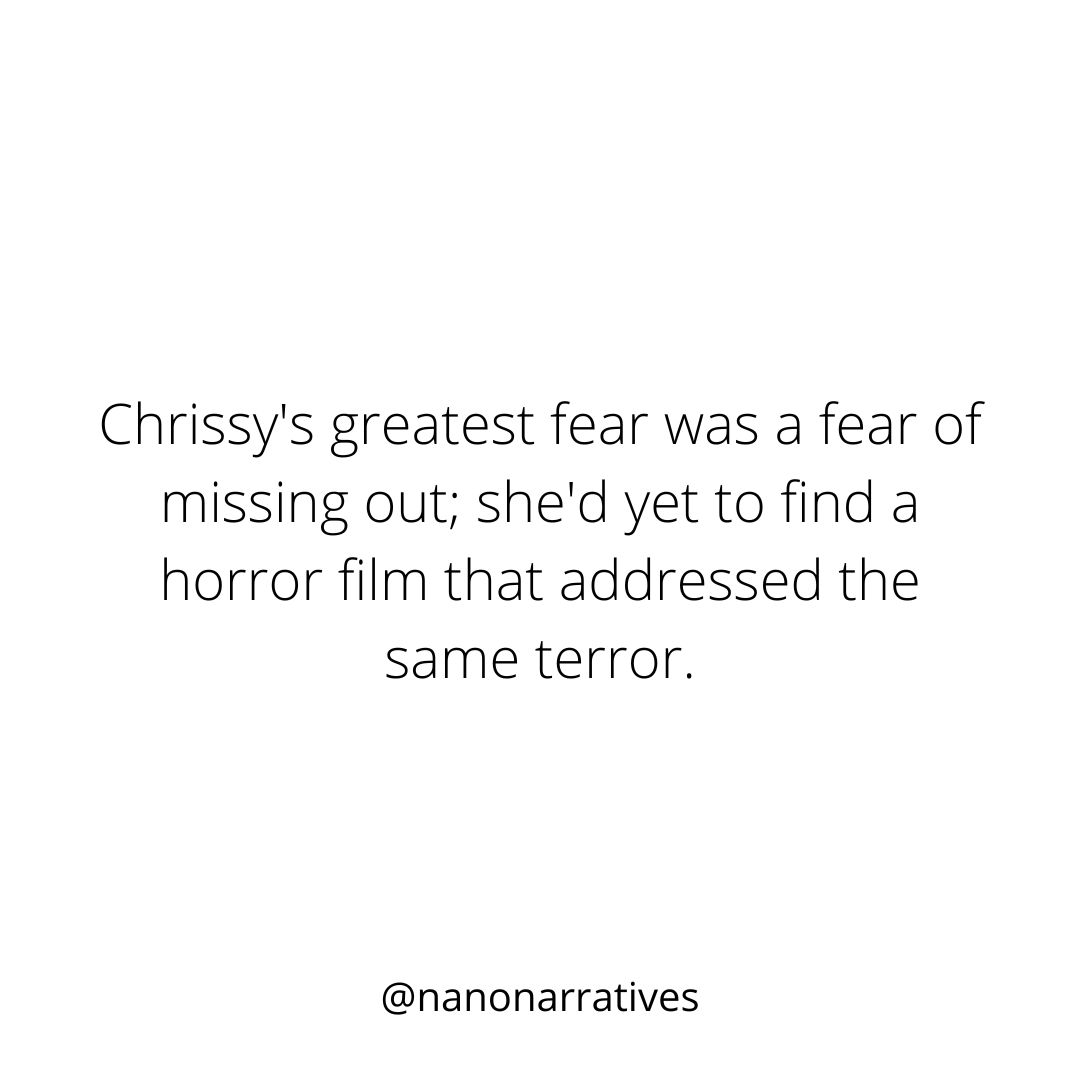 Chrissy's greatest fear was a fear of
missing out; she'd yet to find a
horror film that addressed the
same terror.
@nanonarratives